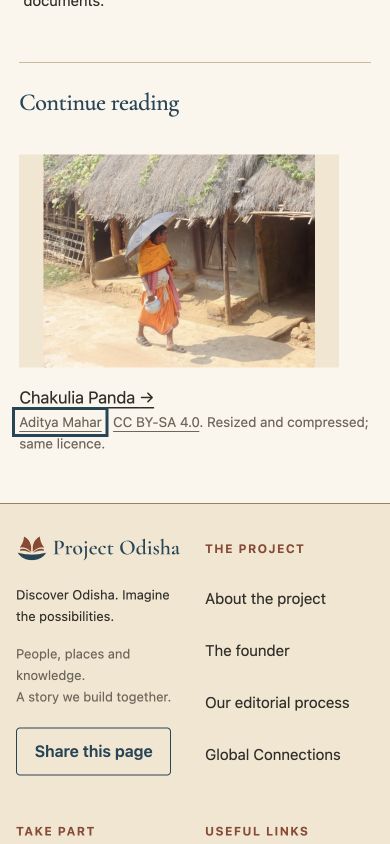 documents.
Continue reading
Chakulia Panda →
Aditya Mahar CC BY-SA 4.0. Resized and compressed;
same licence.
Project Odisha
Discover Odisha. Imagine
the possibilities.
People, places and
knowledge.
A story we build together.
Share this page
THE PROJECT
About the project
The founder
Our editorial process
Global Connections
TAKE PART
USEFUL LINKS